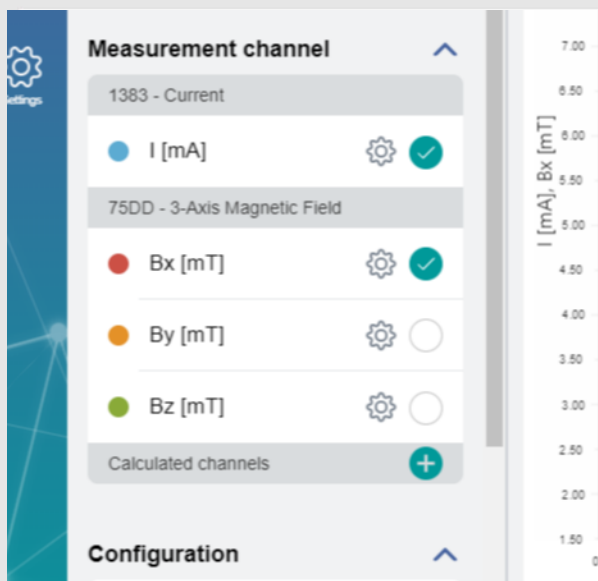 Settings
Measurement channel
1383 - Current
I [mA]
75DD - 3-Axis Magnetic Field
Bx [mT]
By [mT]
Bz [mT]
Calculated channels
Configuration
I [mA], Bx [mT]
7.00
6.50
6.00
5.50
5.00
4.50
4.00
3.50
3.00
2.50
2.00
1.50
0